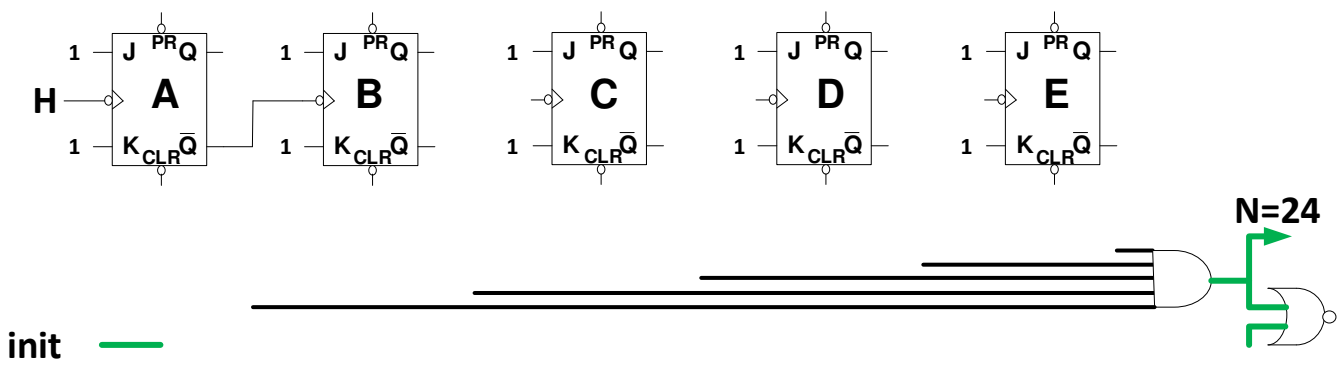 1 J PR Q 1 J PR Q 1 J PR Q 1 J PR Q 1 J PR Q
H A B C D E
1 K CLR Q̅ 1 K CLR Q̅ 1 K CLR Q̅ 1 K CLR Q̅ 1 K CLR Q̅
N=24
init